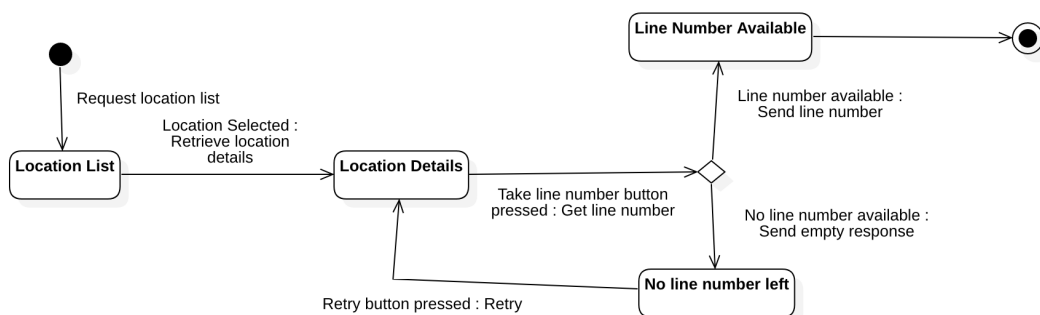 Line Number Available
Request location list
Line number available :
Send line number
Location Selected :
Retrieve location
details
Location List
Location Details
Take line number button
pressed : Get line number
No line number available :
Send empty response
No line number left
Retry button pressed : Retry